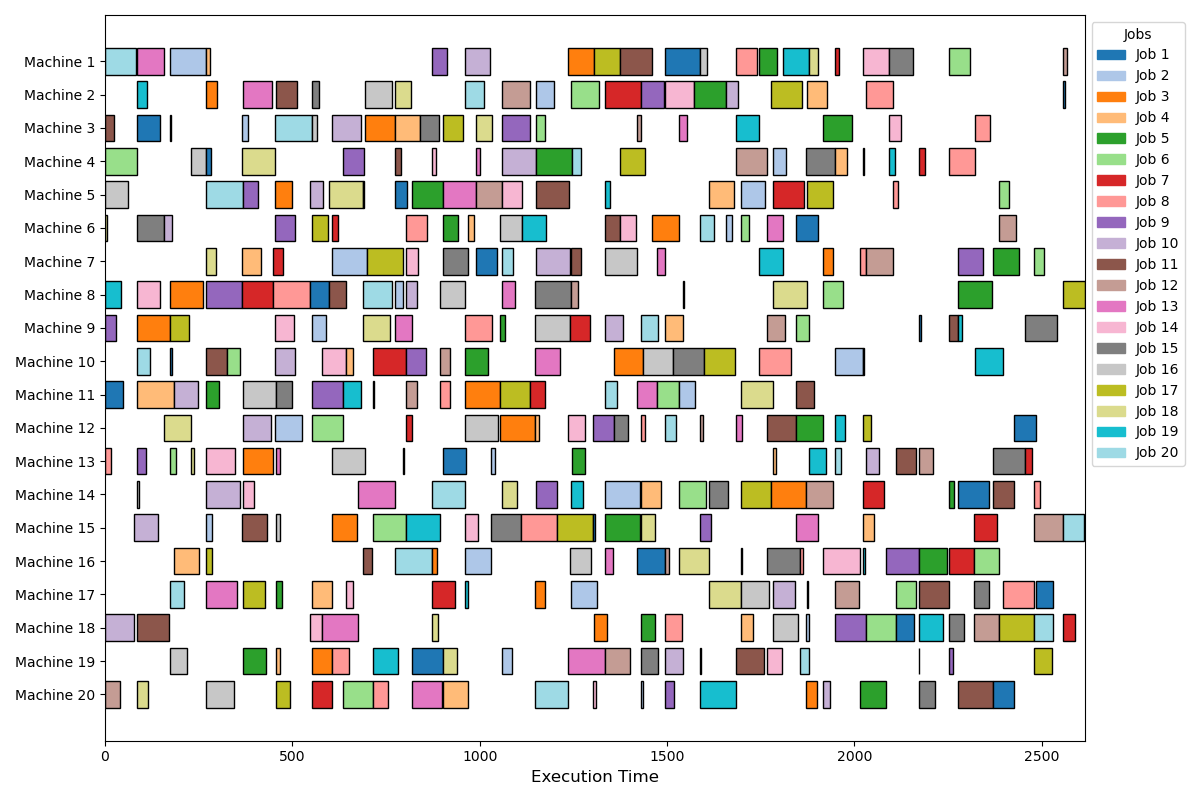 Machine 1
Machine 2
Machine 3
Machine 4
Machine 5
Machine 6
Machine 7
Machine 8
Machine 9
Machine 10
Machine 11
Machine 12
Machine 13
Machine 14
Machine 15
Machine 16
Machine 17
Machine 18
Machine 19
Machine 20
0 500 1000 1500 2000 2500
Execution Time
Jobs
Job 1
Job 2
Job 3
Job 4
Job 5
Job 6
Job 7
Job 8
Job 9
Job 10
Job 11
Job 12
Job 13
Job 14
Job 15
Job 16
Job 17
Job 18
Job 19
Job 20